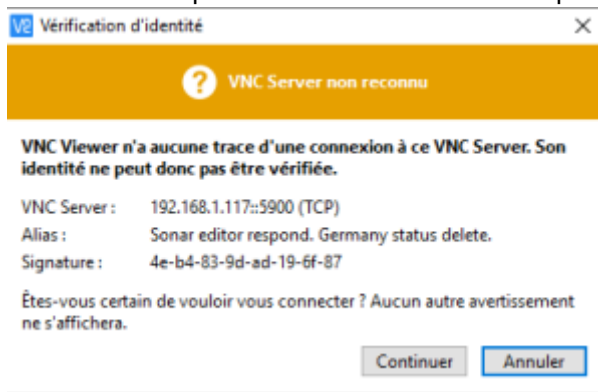 V2 Vérification d'identité
VNC Server non reconnu
VNC Viewer n'a aucune trace d'une connexion à ce VNC Server. Son
identité ne peut donc pas être vérifiée.
VNC Server : 192.168.1.117::5900 (TCP)
Alias : Sonar editor respond. Germany status delete.
Signature : 4e-b4-83-9d-ad-19-6f-87
Êtes-vous certain de vouloir vous connecter ? Aucun autre avertissement
ne s'affichera.
Continuer Annuler